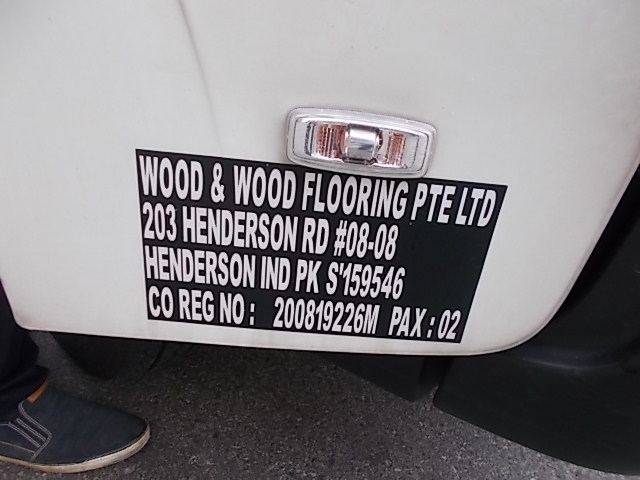 WOOD & WOOD FLOORING PTE LTD
203 HENDERSON RD #08-08
HENDERSON IND PK S'159546
CO REG NO : 200819226M PAX : 02